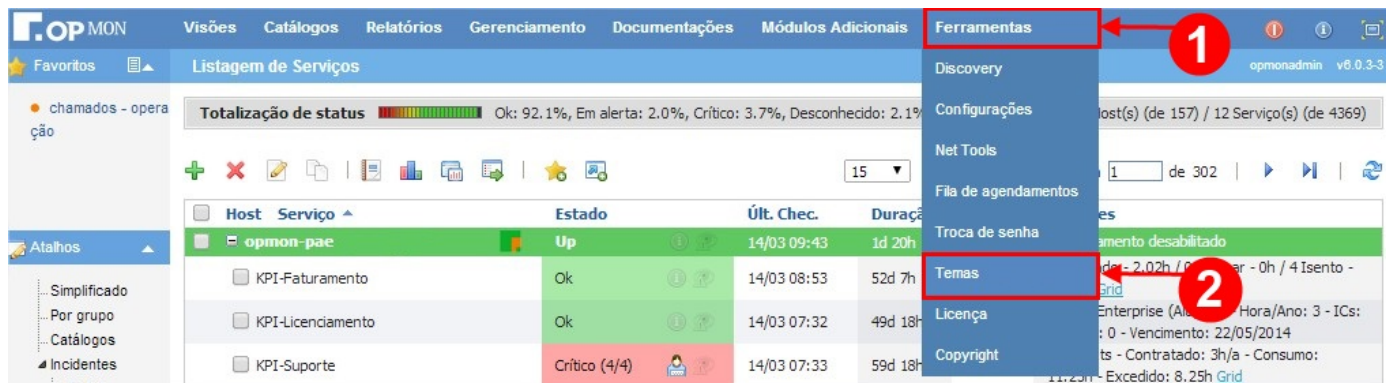 OPMON Visões Catálogos Relatórios Gerenciamento Documentações Módulos Adicionais Ferramentas 1
Favoritos Listagem de Serviços Discovery opmonadmin v6.0.3-3
chamados - opera
ção
Totalização de status Ok: 92.1%, Em alerta: 2.0%, Crítico: 3.7%, Desconhecido: 2.1% Configurações Host(s) (de 157) / 12 Serviço(s) (de 4369)
Net Tools
15 1 de 302
Fila de agendamentos
Host Serviço Estado Últ. Chec. Duraçã
Troca de senha
opmon-pae Up 14/03 09:43 1d 20h amento desabilitado
Atalhos
KPI-Faturamento Ok 14/03 08:53 52d 7h Temas - 2.02h / ar - 0h / 4 Isento -
2 Grid
Simplificado
Por grupo KPI-Licenciamento Ok 14/03 07:32 49d 18h Licença Enterprise Hora/Ano: 3 - ICs:
: 0 - Vencimento: 22/05/2014
Catálogos
Incidentes KPI-Suporte Crítico (4/4) 14/03 07:33 59d 18h Copyright ts - Contratado: 3h/a - Consumo:
11.25h - Excedido: 8.25h Grid